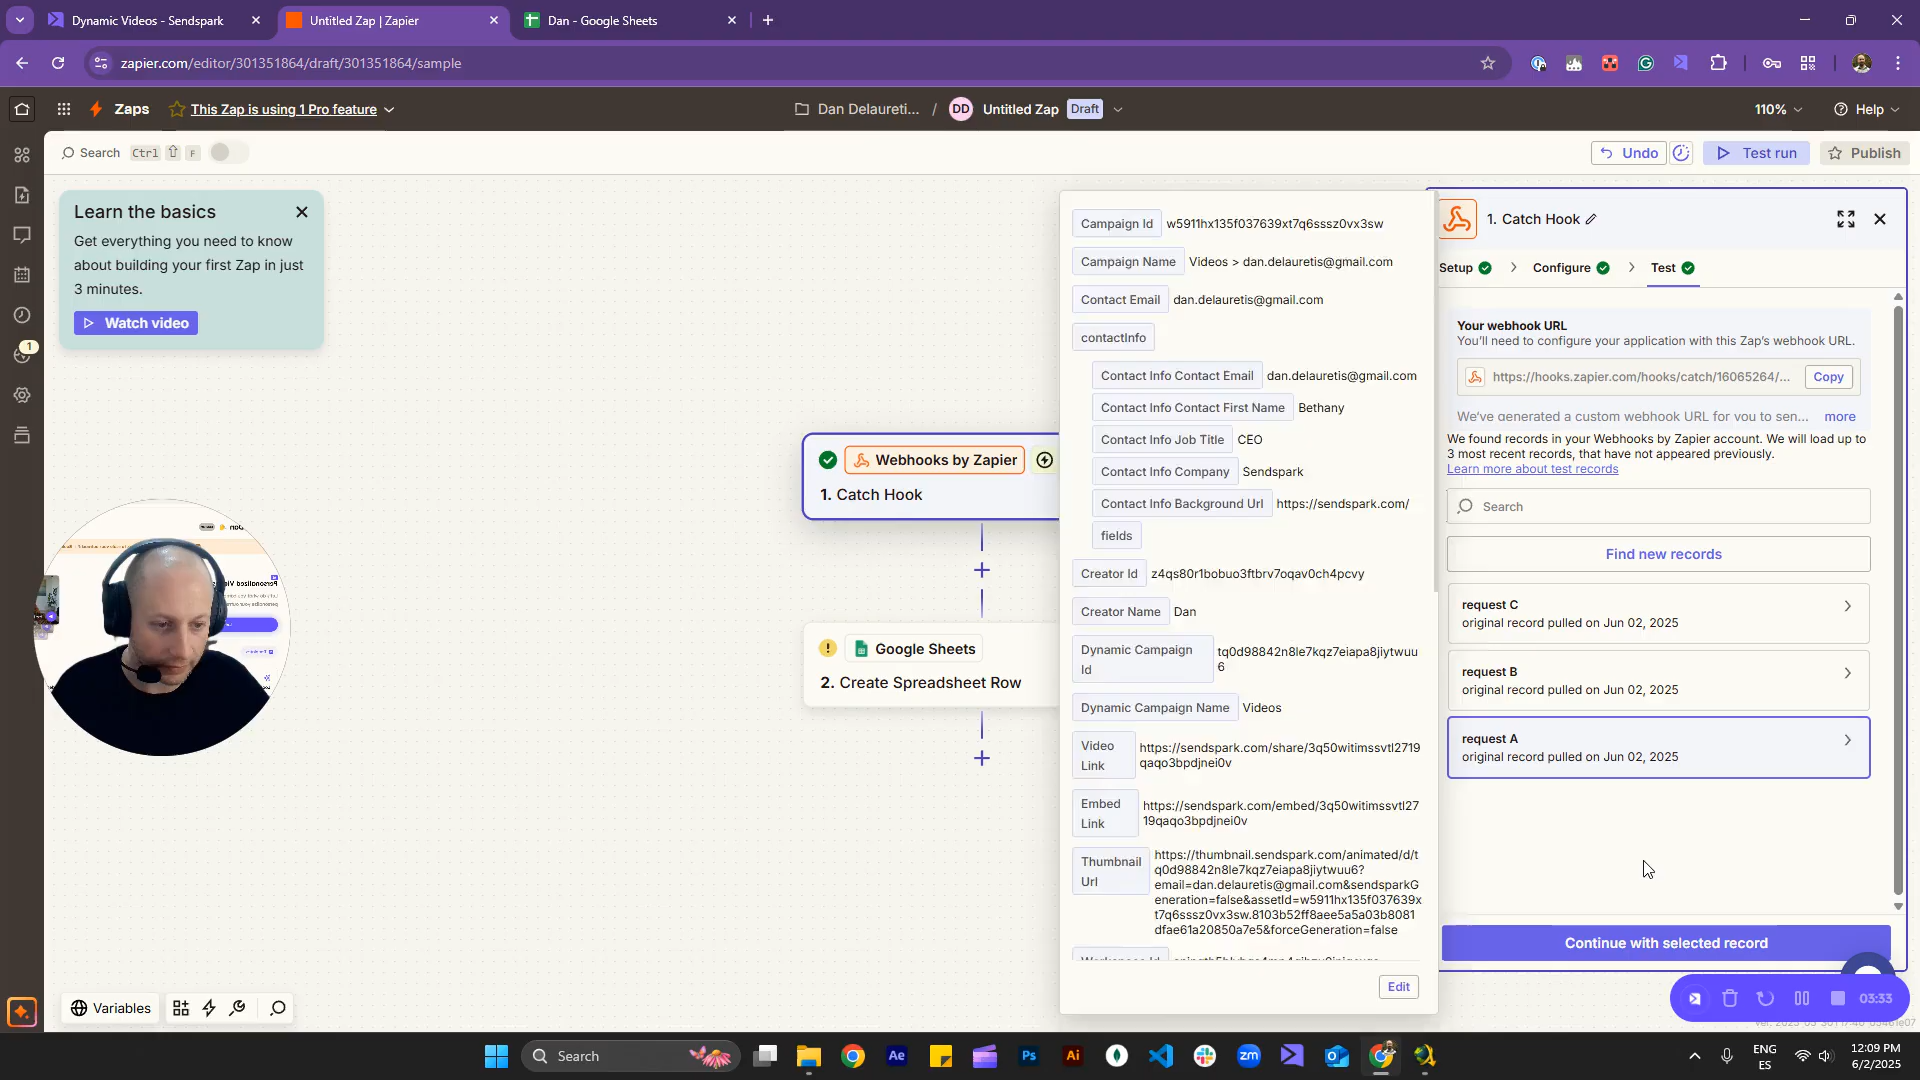 Dynamic Videos - Sendspark
Untitled Zap | Zapier
Dan - Google Sheets
zapier.com/editor/301351864/draft/301351864/sample
Zaps
This Zap is using 1 Pro feature
Dan Delaureti... / DD Untitled Zap Draft
110%
Help
Search Ctrl F
Undo
Test run
Publish
Learn the basics
Get everything you need to know
about building your first Zap in just
3 minutes.
Watch video
1
Webhooks by Zapier
1. Catch Hook
Google Sheets
2. Create Spreadsheet Row
Campaign Id w5911hx135f037639xt7q6sssz0vx3sw
Campaign Name Videos > dan.delauretis@gmail.com
Contact Email dan.delauretis@gmail.com
contactInfo
Contact Info Contact Email dan.delauretis@gmail.com
Contact Info Contact First Name Bethany
Contact Info Job Title CEO
Contact Info Company Sendspark
Contact Info Background Url https://sendspark.com/
fields
Creator Id z4qs80r1bobuo3ftbrv7oqav0ch4pcvy
Creator Name Dan
Dynamic Campaign
Id
tq0d98842n8le7kqz7eiapa8jiytwuu
6
Dynamic Campaign Name Videos
Video
Link
https://sendspark.com/share/3q50witimssvtl2719
qaqo3bpdjnei0v
Embed
Link
https://sendspark.com/embed/3q50witimssvtl27
19qaqo3bpdjnei0v
Thumbnail
Url
https://thumbnail.sendspark.com/animated/d/t
q0d98842n8le7kqz7eiapa8jiytwuu6?
email=dan.delauretis@gmail.com&sendsparkG
eneration=false&assetId=w5911hx135f037639x
t7q6sssz0vx3sw.8103b52ff8aee5a5a03b8081
dfae61a20850a7e5&forceGeneration=false
Edit
1. Catch Hook
Setup
Configure
Test
Your webhook URL
You'll need to configure your application with this Zap's webhook URL.
https://hooks.zapier.com/hooks/catch/16065264/...
Copy
We've generated a custom webhook URL for you to sen...
more
We found records in your Webhooks by Zapier account. We will load up to
3 most recent records, that have not appeared previously.
Learn more about test records
Search
Find new records
request C
original record pulled on Jun 02, 2025
request B
original record pulled on Jun 02, 2025
request A
original record pulled on Jun 02, 2025
Continue with selected record
03:33
Variables
Search
Ae
Ps
Ai
zm
ENG
ES
12:09 PM
6/2/2025